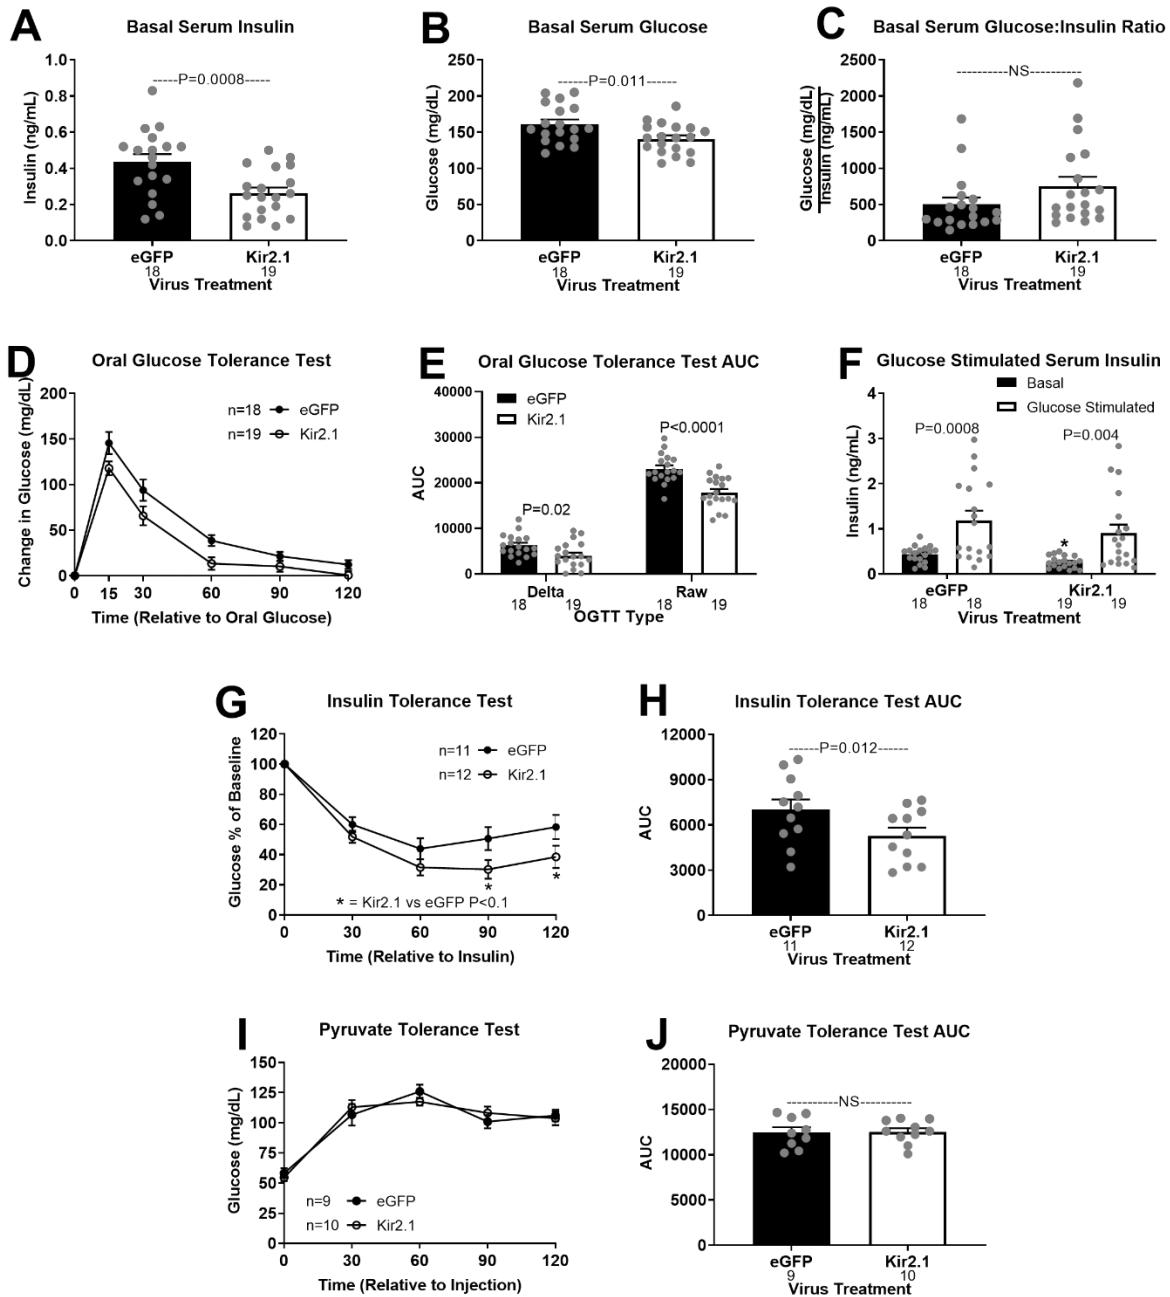 A
Basal Serum Insulin
Insulin (ng/mL)
1.0
0.8
0.6
0.4
0.2
0.0
-----P=0.0008-----
eGFP
Kir2.1
18
19
Virus Treatment
B
Basal Serum Glucose
Glucose (mg/dL)
250
200
150
100
50
0
------P=0.011------
eGFP
Kir2.1
18
19
Virus Treatment
C
Basal Serum Glucose:Insulin Ratio
Glucose (mg/dL)
Insulin (ng/mL)
2500
2000
1500
1000
500
0
-----------NS-----------
eGFP
Kir2.1
18
19
Virus Treatment
D
Oral Glucose Tolerance Test
Change in Glucose (mg/dL)
200
150
100
50
0
n=18 eGFP
n=19 Kir2.1
0 15 30 60 90 120
Time (Relative to Oral Glucose)
E
Oral Glucose Tolerance Test AUC
AUC
40000
30000
20000
10000
0
eGFP
Kir2.1
P=0.02
P<0.0001
Delta
Raw
18 19 18 19
OGTT Type
F
Glucose Stimulated Serum Insulin
Insulin (ng/mL)
4
3
2
1
0
Basal
Glucose Stimulated
P=0.0008
P=0.004
*
eGFP
Kir2.1
18 18 19 19
Virus Treatment
G
Insulin Tolerance Test
Glucose % of Baseline
120
100
80
60
40
20
0
n=11 eGFP
n=12 Kir2.1
* *
* = Kir2.1 vs eGFP P<0.1
0 30 60 90 120
Time (Relative to Insulin)
H
Insulin Tolerance Test AUC
AUC
12000
9000
6000
3000
0
------P=0.012------
eGFP
Kir2.1
11
12
Virus Treatment
I
Pyruvate Tolerance Test
Glucose (mg/dL)
150
125
100
75
50
25
0
n=9 eGFP
n=10 Kir2.1
0 30 60 90 120
Time (Relative to Injection)
J
Pyruvate Tolerance Test AUC
AUC
20000
15000
10000
5000
0
-----------NS-----------
eGFP
Kir2.1
9
10
Virus Treatment